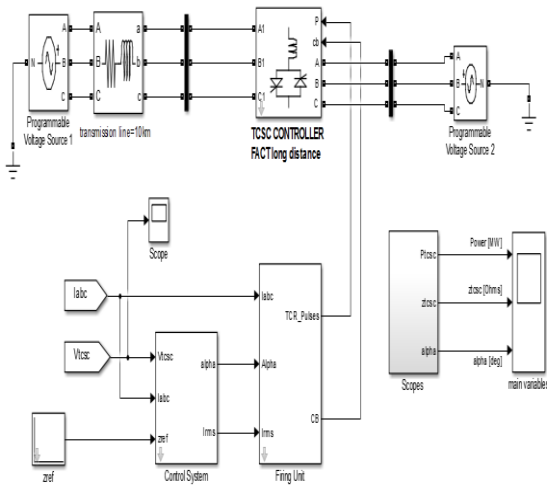 A
N
B
C
Programmable
Voltage Source 1
A
B
C
a
b
c
transmission line=10km
A1
B1
C1
P
cb
A
B
C
TCSC CONTROLLER
FACT long distance
A
B
C
N
Programmable
Voltage Source 2
Scope
Iabc
Vtcsc
zref
Vtcsc
Iabc
zref
alpha
Irms
Control System
Iabc
Alpha
Irms
TCR_Pulses
CB
Firing Unit
Ptcsc
ztcsc
alpha
Scopes
Power [MW]
ztcsc [Ohms]
alpha [deg]
main variables